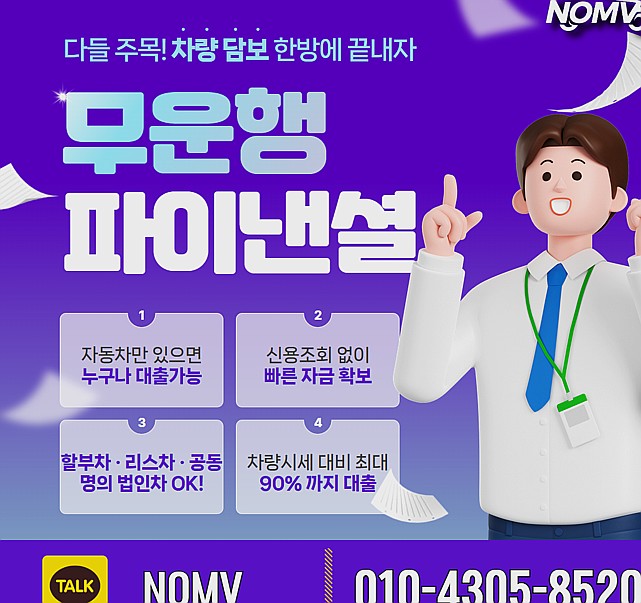 NOMV
다들 주목! 차량 담보 한방에 끝내자
무운행
파이낸셜
1
자동차만 있으면
누구나 대출가능
2
신용조회 없이
빠른 자금 확보
3
할부차 · 리스차 · 공동
명의 법인차 OK!
4
차량시세 대비 최대
90% 까지 대출
TALK
NOMV
010-4305-8520